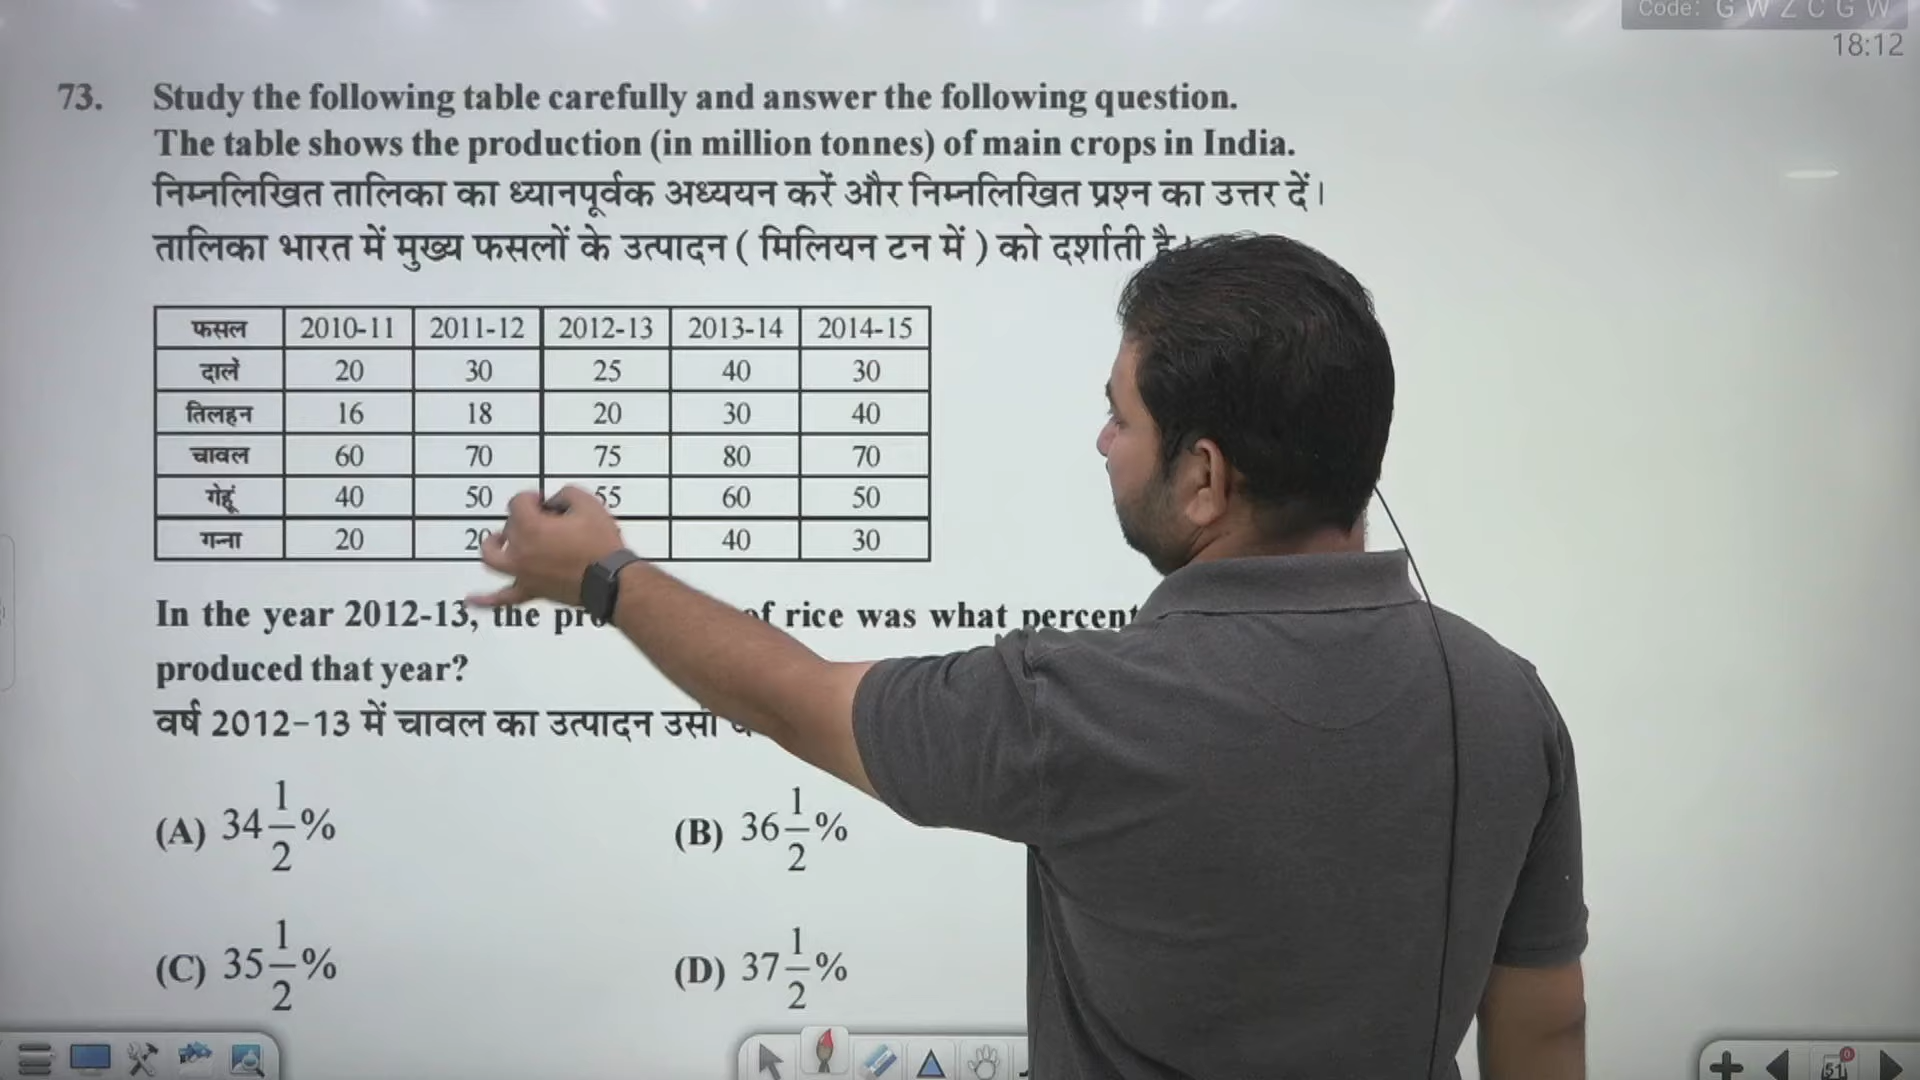 Code: G W Z C G W
18:12
73. Study the following table carefully and answer the following question.
The table shows the production (in million tonnes) of main crops in India.
निम्नलिखित तालिका का ध्यानपूर्वक अध्ययन करें और निम्नलिखित प्रश्न का उत्तर दें।
तालिका भारत में मुख्य फसलों के उत्पादन ( मिलियन टन में ) को दर्शाती है
फसल 2010-11 2011-12 2012-13 2013-14 2014-15
दालें 20 30 25 40 30
तिलहन 16 18 20 30 40
चावल 60 70 75 80 70
गेहूं 40 50 55 60 50
गन्ना 20 20 40 30
In the year 2012-13, the of rice was what percent
produced that year?
वर्ष 2012-13 में चावल का उत्पादन उसी
(A) 34 1/2 %
(B) 36 1/2 %
(C) 35 1/2 %
(D) 37 1/2 %
51
0